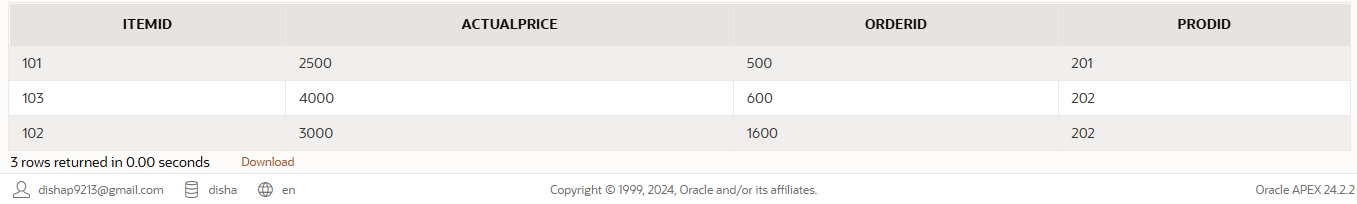 ITEMID ACTUALPRICE ORDERID PRODID
101 2500 500 201
103 4000 600 202
102 3000 1600 202
3 rows returned in 0.00 seconds Download
dishap9213@gmail.com disha en Copyright © 1999, 2024, Oracle and/or its affiliates. Oracle APEX 24.2.2